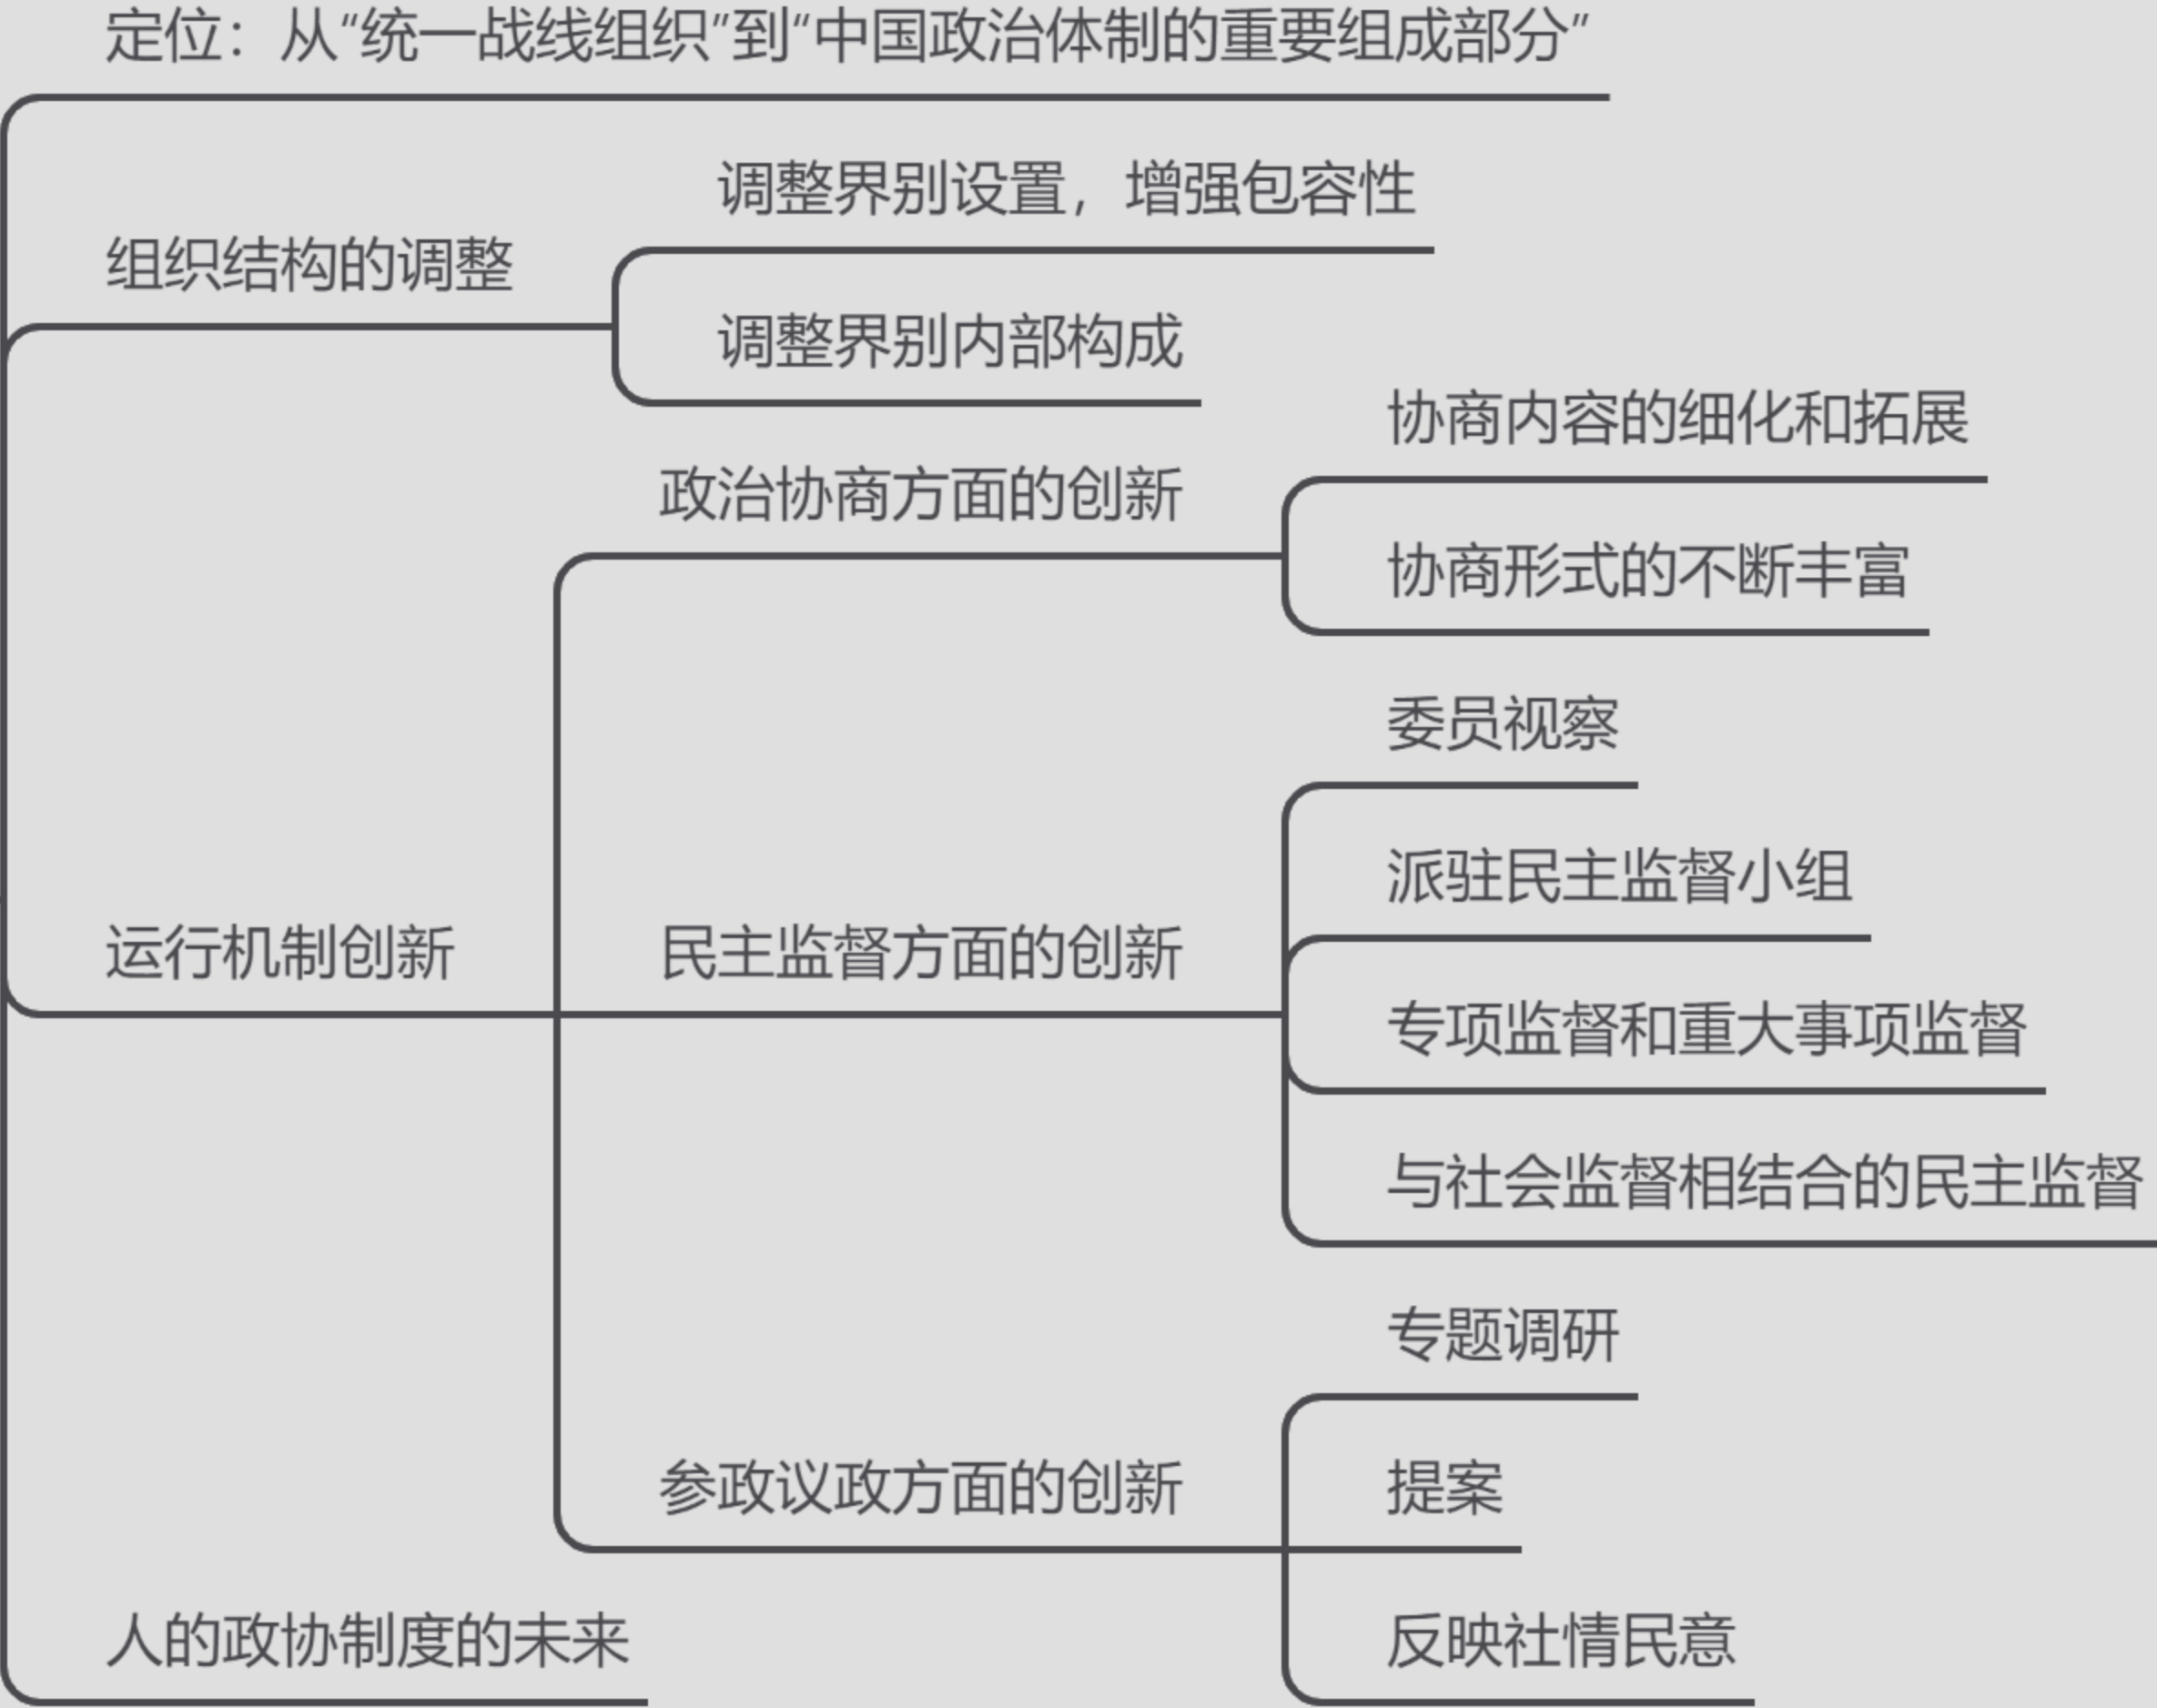 定位：从“统一战线组织”到“中国政治体制的重要组成部分”
组织结构的调整
调整界别设置，增强包容性
调整界别内部构成
运行机制创新
政治协商方面的创新
协商内容的细化和拓展
协商形式的不断丰富
民主监督方面的创新
委员视察
派驻民主监督小组
专项监督和重大事项监督
与社会监督相结合的民主监督
参政议政方面的创新
专题调研
提案
反映社情民意
人的政协制度的未来